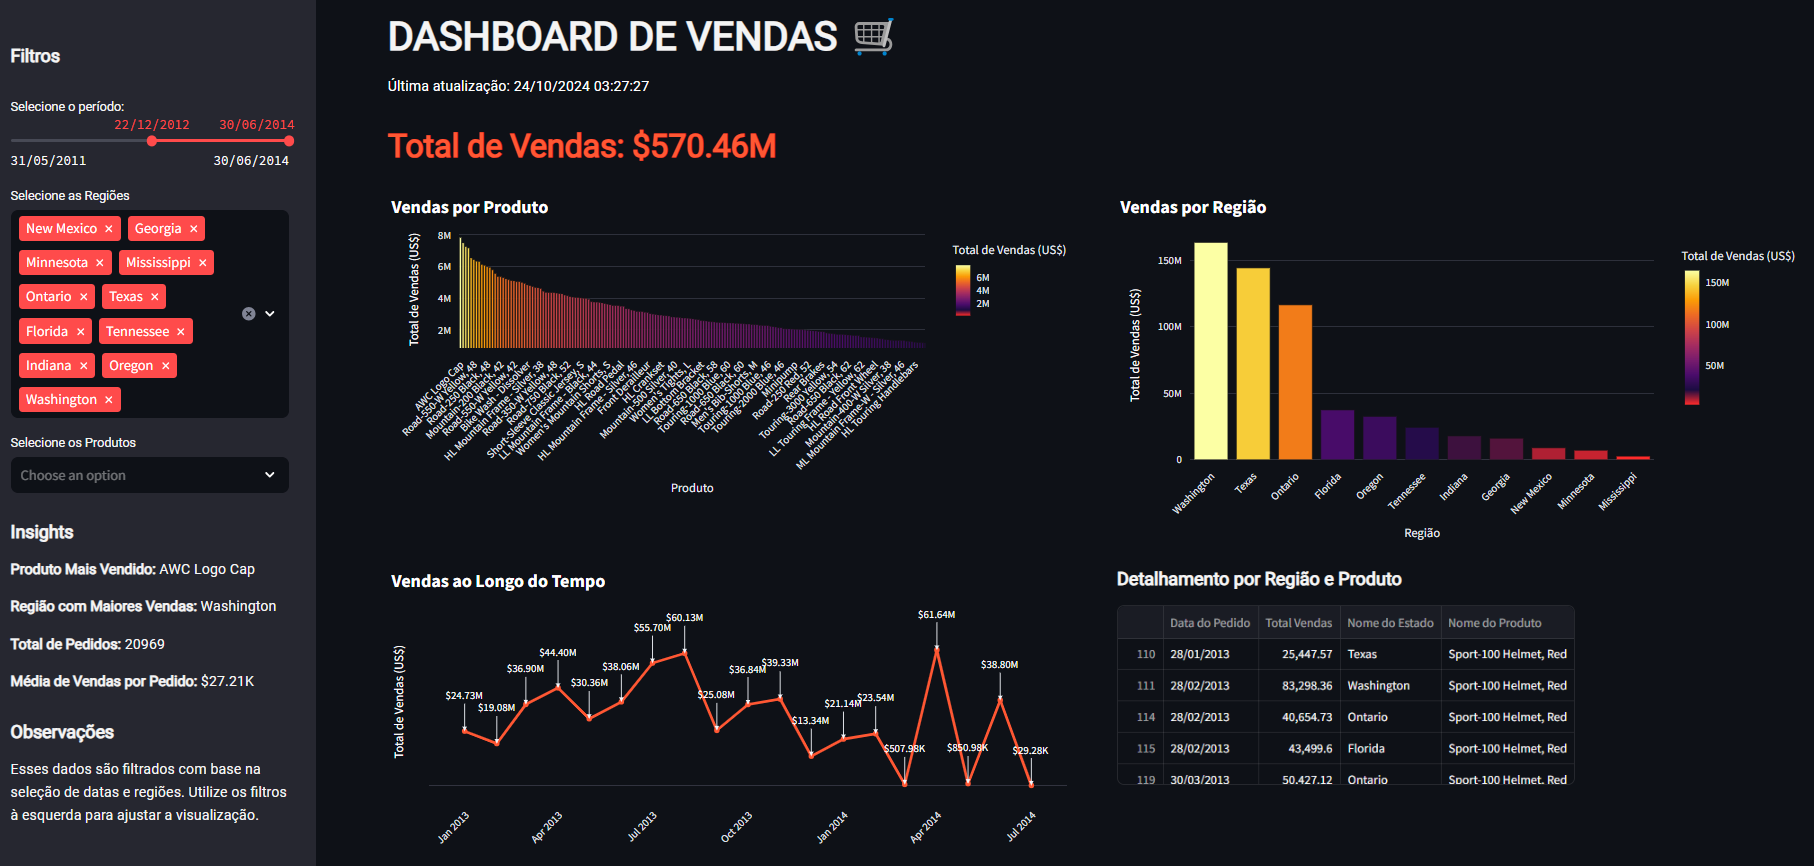 Filtros
Selecione o período:
22/12/2012 30/06/2014
31/05/2011 30/06/2014
Selecione as Regiões
New Mexico × Georgia ×
Minnesota × Mississippi ×
Ontario × Texas ×
Florida × Tennessee ×
Indiana × Oregon ×
Washington ×
Selecione os Produtos
Choose an option
Insights
Produto Mais Vendido: AWC Logo Cap
Região com Maiores Vendas: Washington
Total de Pedidos: 20969
Média de Vendas por Pedido: $27.21K
Observações
Esses dados são filtrados com base na
seleção de datas e regiões. Utilize os filtros
à esquerda para ajustar a visualização.
DASHBOARD DE VENDAS
Última atualização: 24/10/2024 03:27:27
Total de Vendas: $570.46M
Vendas por Produto
Total de Vendas (US$)
8M
6M
4M
2M
AWC Logo Cap
Road-550-W Yellow, 48
Road-250 Black, 48
Mountain-200 Black, 42
Road-550-W Yellow, 42
Bike Wash - Dissolver
HL Mountain Frame - Silver, 38
Road-350-W Yellow, 48
Road-750 Black, 52
Short-Sleeve Classic Jersey, S
LL Mountain Frame - Black, 44
Women's Mountain Shorts, S
HL Road Pedal
HL Mountain Frame - Silver, 46
Front Derailleur
HL Crankset
Mountain-500 Silver, 40
Women's Tights, L
LL Bottom Bracket
Road-650 Black, 58
Touring-1000 Blue, 60
Road-650 Black, 60
Men's Bib-Shorts, M
Touring-1000 Blue, 46
Touring-2000 Blue, 46
Minipump
Road-250 Red, 52
Rear Brakes
Touring-3000 Yellow, 54
Road-650 Black, 62
LL Touring Frame - Yellow, 62
HL Road Front Wheel
Mountain-400-W Silver, 38
ML Mountain Frame-W - Silver, 46
HL Touring Handlebars
Produto
Total de Vendas (US$)
6M
4M
2M
Vendas por Região
Total de Vendas (US$)
150M
100M
50M
0
Washington
Texas
Ontario
Florida
Oregon
Tennessee
Indiana
Georgia
New Mexico
Minnesota
Mississippi
Região
Total de Vendas (US$)
150M
100M
50M
Vendas ao Longo do Tempo
Total de Vendas (US$)
$24.73M
$19.08M
$36.90M
$44.40M
$30.36M
$38.06M
$55.70M
$60.13M
$25.08M
$36.84M
$39.33M
$13.34M
$21.14M
$23.54M
$507.98K
$61.64M
$850.98K
$38.80M
$29.28K
Jan 2013
Apr 2013
Jul 2013
Oct 2013
Jan 2014
Apr 2014
Jul 2014
Detalhamento por Região e Produto
Data do Pedido Total Vendas Nome do Estado Nome do Produto
110 28/01/2013 25,447.57 Texas Sport-100 Helmet, Red
111 28/02/2013 83,298.36 Washington Sport-100 Helmet, Red
114 28/02/2013 40,654.73 Ontario Sport-100 Helmet, Red
115 28/02/2013 43,499.6 Florida Sport-100 Helmet, Red
119 30/03/2013 50,427.12 Ontario Sport-100 Helmet, Red